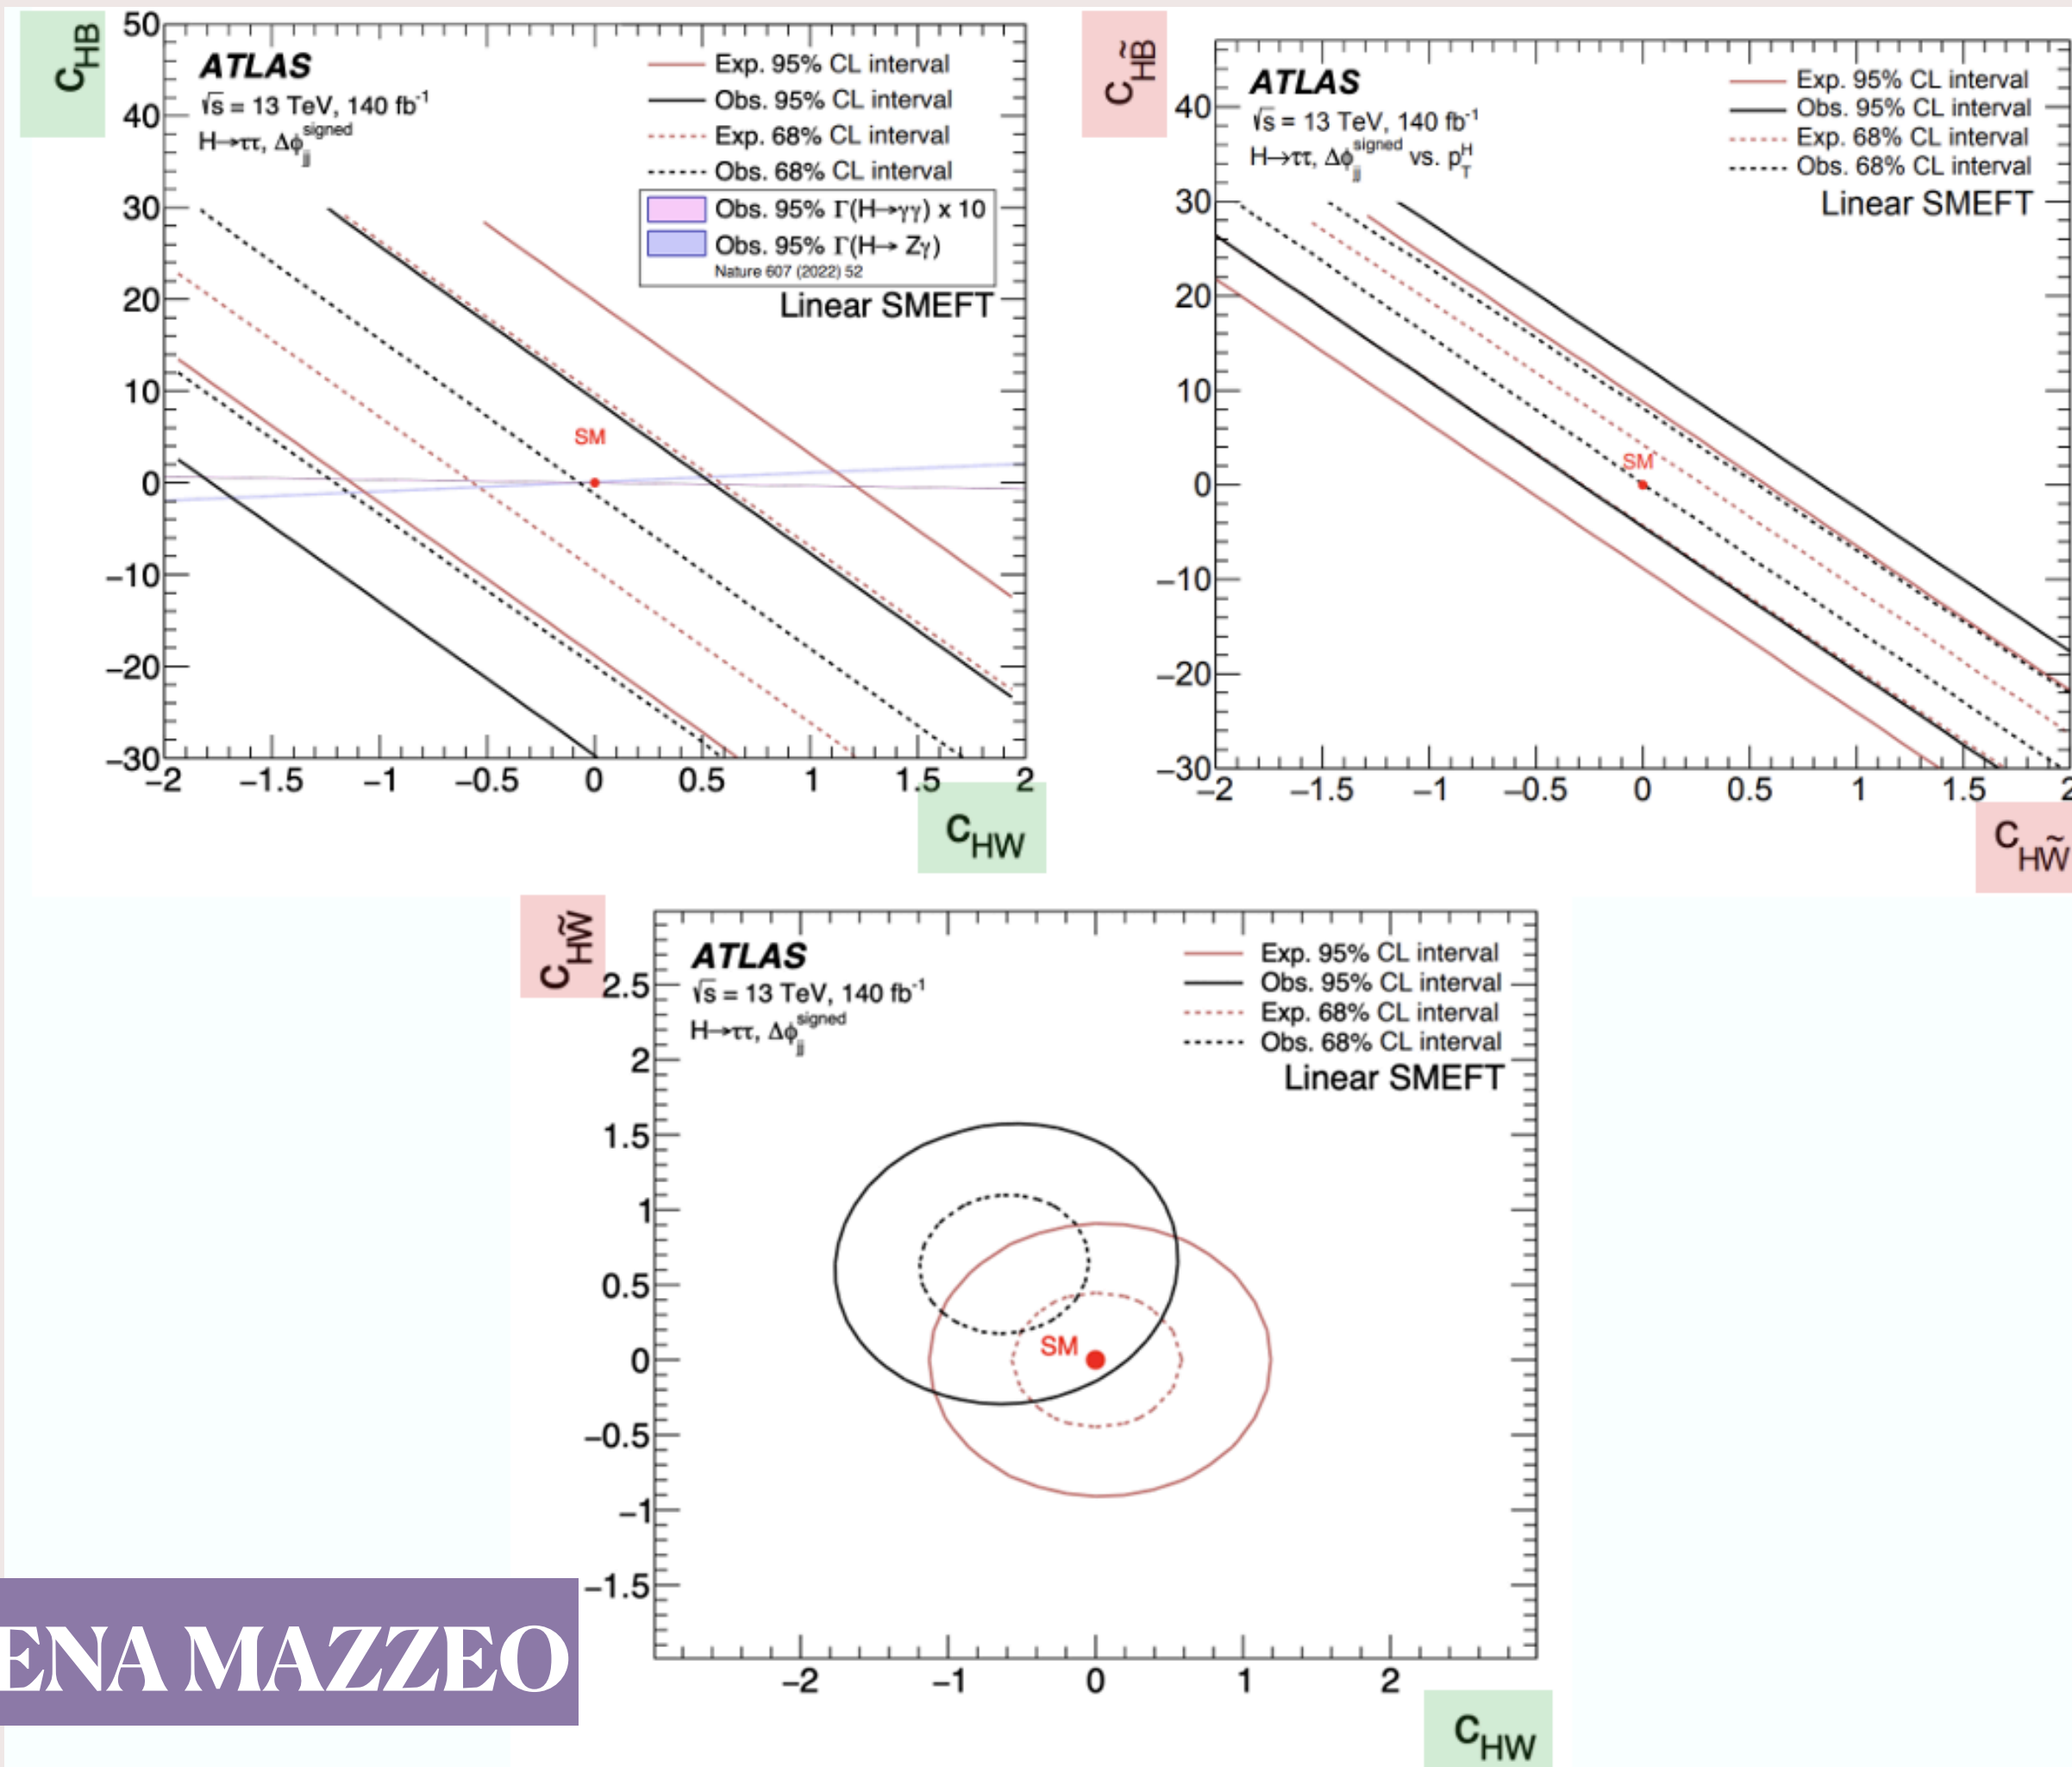 C_HB
50
40
30
20
10
0
−10
−20
−30
−2 −1.5 −1 −0.5 0 0.5 1 1.5 2
C_HW
ATLAS
√s = 13 TeV, 140 fb⁻¹
H→ττ, Δϕ_jj^signed
Exp. 95% CL interval
Obs. 95% CL interval
Exp. 68% CL interval
Obs. 68% CL interval
Obs. 95% Γ(H→γγ) x 10
Obs. 95% Γ(H→ Zγ)
Nature 607 (2022) 52
Linear SMEFT
SM
C_HB̃
40
30
20
10
0
−10
−20
−30
−2 −1.5 −1 −0.5 0 0.5 1 1.5 2
C_HW̃
ATLAS
√s = 13 TeV, 140 fb⁻¹
H→ττ, Δϕ_jj^signed vs. p_T^H
Exp. 95% CL interval
Obs. 95% CL interval
Exp. 68% CL interval
Obs. 68% CL interval
Linear SMEFT
SM
C_HW̃
2.5
2
1.5
1
0.5
0
−0.5
−1
−1.5
−2 −1 0 1 2
C_HW
ATLAS
√s = 13 TeV, 140 fb⁻¹
H→ττ, Δϕ_jj^signed
Exp. 95% CL interval
Obs. 95% CL interval
Exp. 68% CL interval
Obs. 68% CL interval
Linear SMEFT
SM
ENA MAZZEO